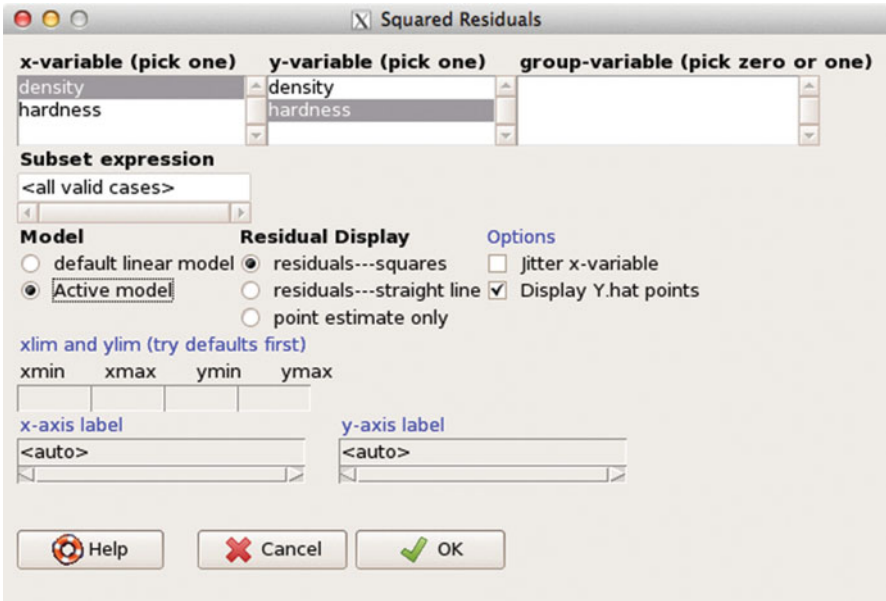 Squared Residuals
x-variable (pick one) y-variable (pick one) group-variable (pick zero or one)
density density
hardness hardness
Subset expression
<all valid cases>
Model Residual Display Options
default linear model residuals---squares Jitter x-variable
Active model residuals---straight line Display Y.hat points
point estimate only
xlim and ylim (try defaults first)
xmin xmax ymin ymax
x-axis label y-axis label
<auto> <auto>
Help Cancel OK